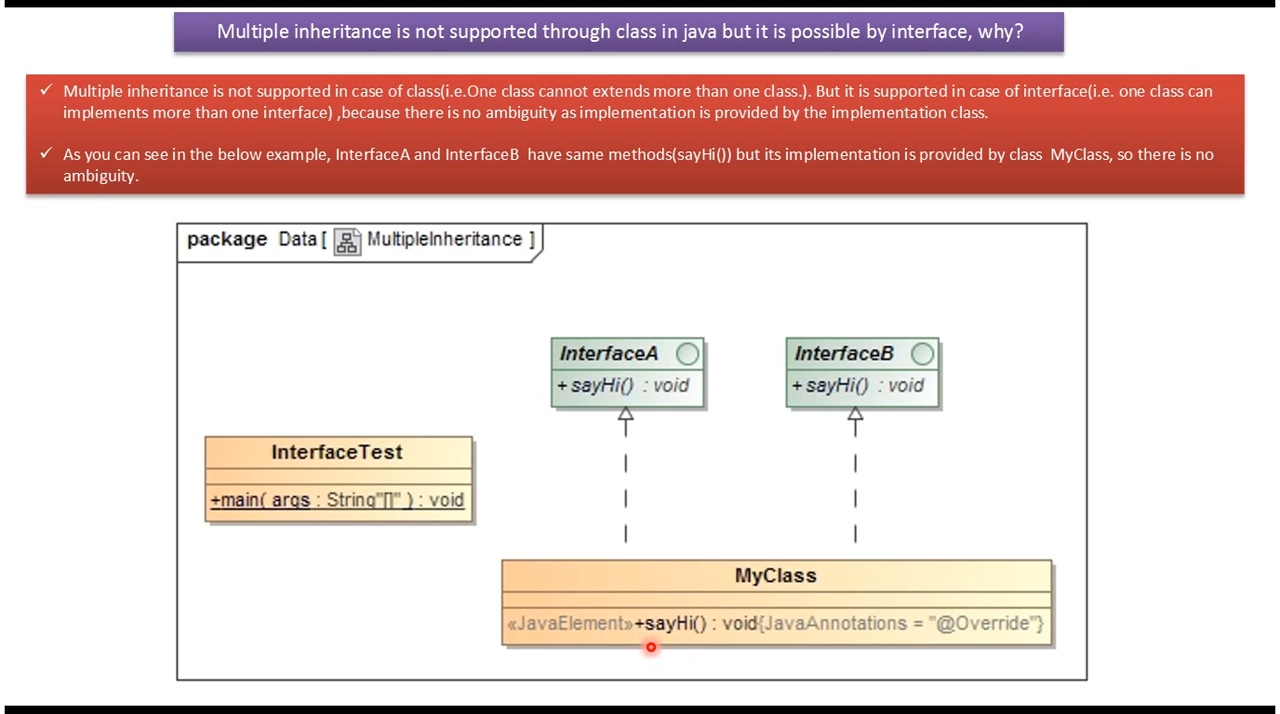 Multiple inheritance is not supported through class in java but it is possible by interface, why?
✓ Multiple inheritance is not supported in case of class(i.e.One class cannot extends more than one class.). But it is supported in case of interface(i.e. one class can
implements more than one interface) ,because there is no ambiguity as implementation is provided by the implementation class.
✓ As you can see in the below example, InterfaceA and InterfaceB have same methods(sayHi()) but its implementation is provided by class MyClass, so there is no
ambiguity.
package Data [ MultipleInheritance ]
InterfaceA
+ sayHi() : void
InterfaceB
+ sayHi() : void
InterfaceTest
+main( args : String"[]" ) : void
MyClass
«JavaElement»+sayHi() : void{JavaAnnotations = "@Override"}